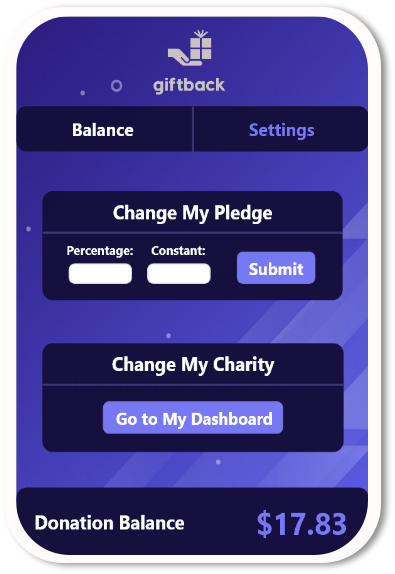 giftback
Balance Settings
Change My Pledge
Percentage: Constant:
Submit
Change My Charity
Go to My Dashboard
Donation Balance $17.83